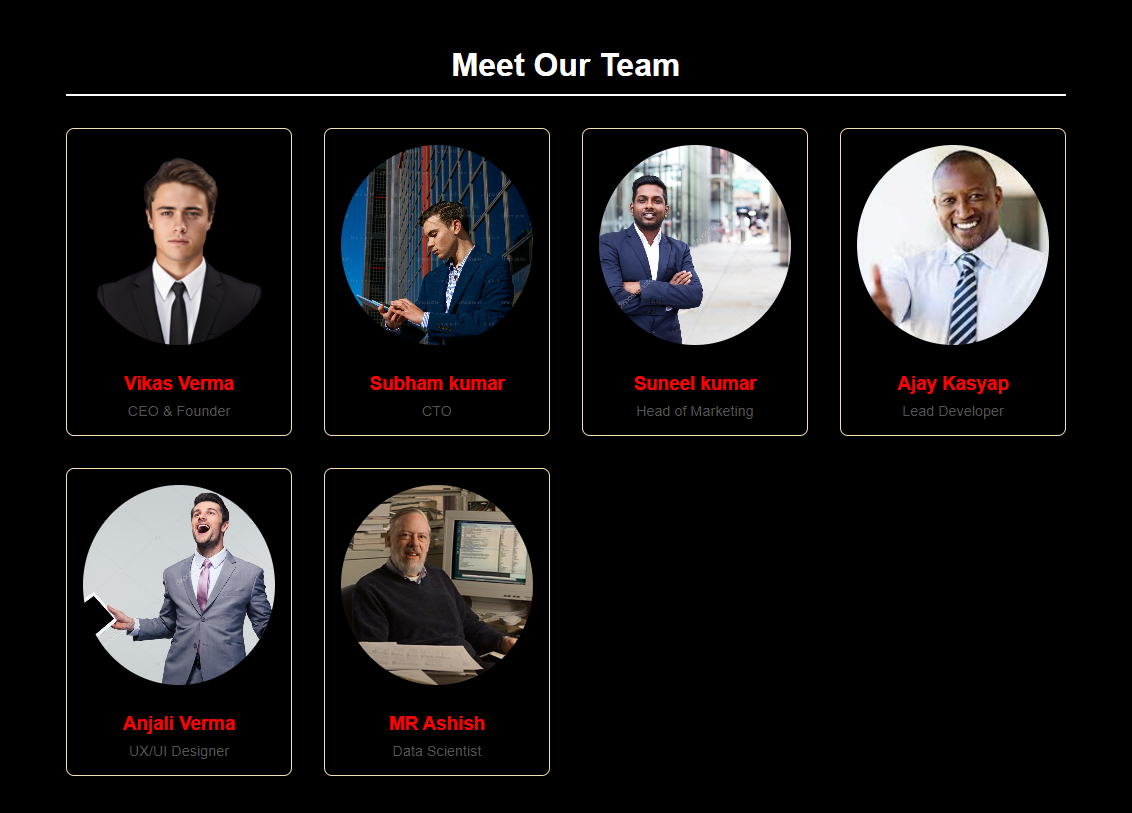 Meet Our Team
Vikas Verma
CEO & Founder
Subham kumar
CTO
Suneel kumar
Head of Marketing
Ajay Kasyap
Lead Developer
Anjali Verma
UX/UI Designer
MR Ashish
Data Scientist